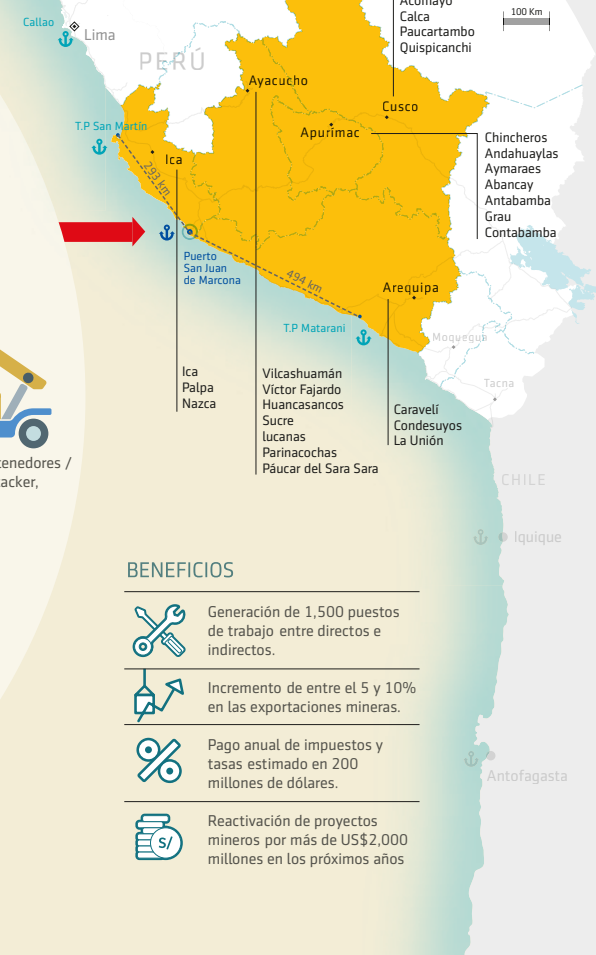 Acomayo
Calca
Paucartambo
Quispicanchi
100 Km
Callao
Lima
PERÚ
Ayacucho
Cusco
T.P San Martín
Apurímac
Chincheros
Andahuaylas
Aymaraes
Abancay
Antabamba
Grau
Contabamba
Ica
293 km
Puerto
San Juan
de Marcona
494 km
Arequipa
T.P Matarani
Moquegua
Tacna
Ica
Palpa
Nazca
Vilcashuamán
Víctor Fajardo
Huancasancos
Sucre
lucanas
Parinacochas
Páucar del Sara Sara
Caravelí
Condesuyos
La Unión
tenedores /
acker,
CHILE
Iquique
BENEFICIOS
Generación de 1,500 puestos
de trabajo entre directos e
indirectos.
Incremento de entre el 5 y 10%
en las exportaciones mineras.
Pago anual de impuestos y
tasas estimado en 200
millones de dólares.
Antofagasta
S/
Reactivación de proyectos
mineros por más de US$2,000
millones en los próximos años